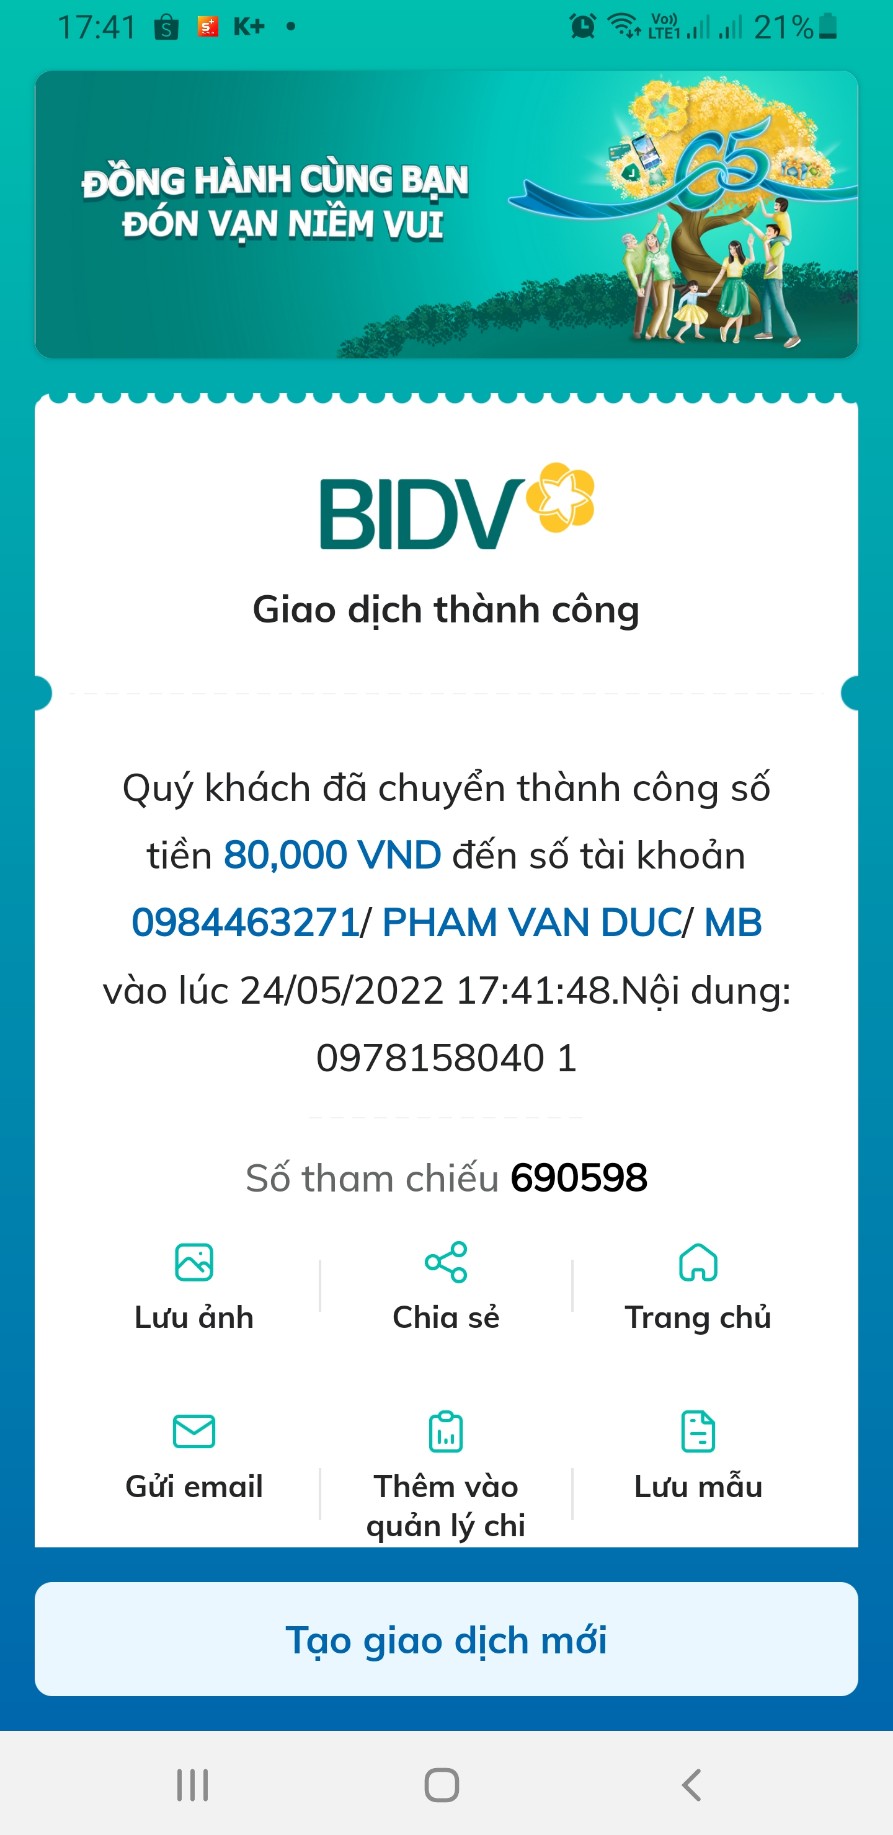 17:41 K+ Vo)) LTE1 21%
ĐỒNG HÀNH CÙNG BẠN
ĐÓN VẠN NIỀM VUI
65
BIDV
Giao dịch thành công
Quý khách đã chuyển thành công số
tiền 80,000 VND đến số tài khoản
0984463271/ PHAM VAN DUC/ MB
vào lúc 24/05/2022 17:41:48.Nội dung:
0978158040 1
Số tham chiếu 690598
Lưu ảnh
Chia sẻ
Trang chủ
Gửi email
Thêm vào
quản lý chi
Lưu mẫu
Tạo giao dịch mới